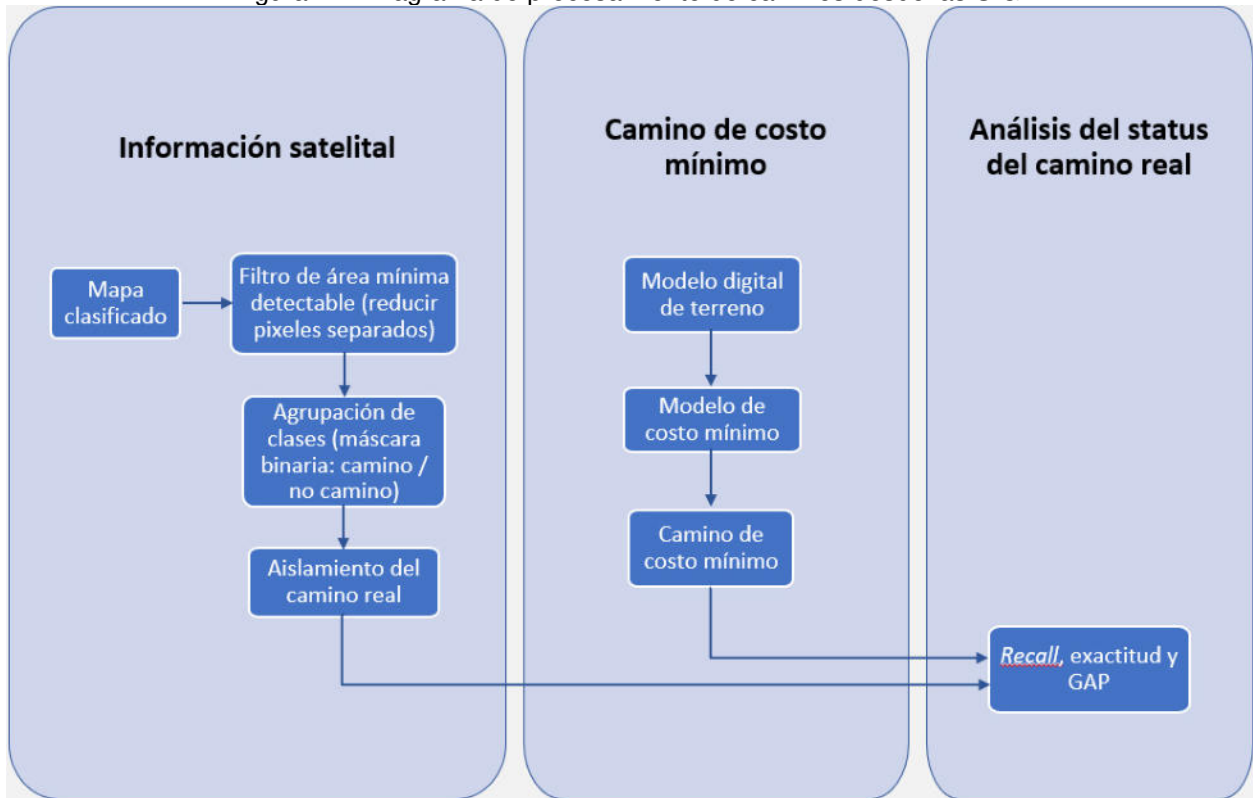 Información satelital
Mapa
clasificado
Filtro de área mínima
detectable (reducir
pixeles separados)
Agrupación de
clases (máscara
binaria: camino /
no camino)
Aislamiento del
camino real
Camino de costo
mínimo
Modelo digital
de terreno
Modelo de
costo mínimo
Camino de
costo mínimo
Análisis del status
del camino real
Recall, exactitud y
GAP